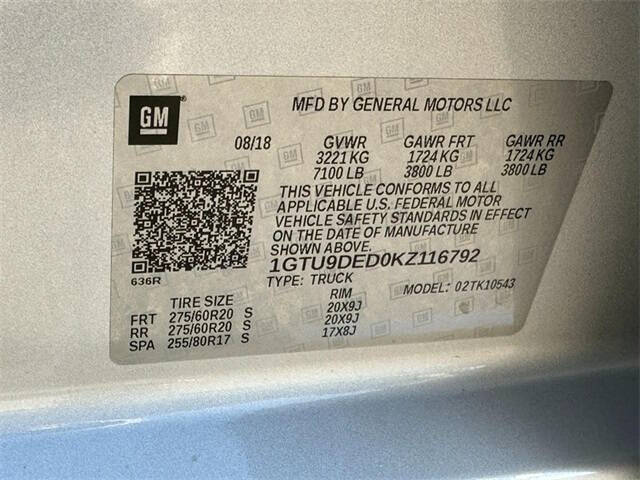 GM
MFD BY GENERAL MOTORS LLC
08/18 GVWR GAWR FRT GAWR RR
3221 KG 1724 KG 1724 KG
7100 LB 3800 LB 3800 LB
THIS VEHICLE CONFORMS TO ALL
APPLICABLE U.S. FEDERAL MOTOR
VEHICLE SAFETY STANDARDS IN EFFECT
ON THE DATE OF MANUFACTURE
SHOWN ABOVE.
1GTU9DED0KZ116792
636R
TYPE: TRUCK MODEL: 02TK10543
TIRE SIZE RIM
FRT 275/60R20 S 20X9J
RR 275/60R20 S 20X9J
SPA 255/80R17 S 17X8J